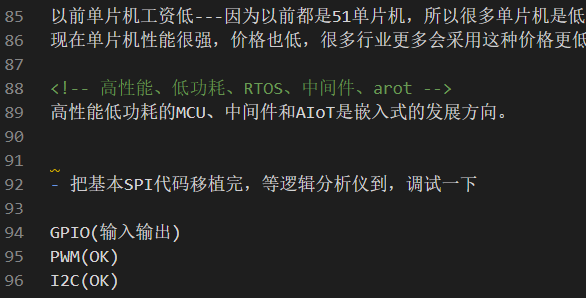 85 以前单片机工资低---因为以前都是51单片机，所以很多单片机是低
86 现在单片机性能很强，价格也低，很多行业更多会采用这种价格更低
87
88 <!-- 高性能、低功耗、RTOS、中间件、arot -->
89 高性能低功耗的MCU、中间件和AIoT是嵌入式的发展方向。
90
91
92 - 把基本SPI代码移植完，等逻辑分析仪到，调试一下
93
94 GPIO(输入输出)
95 PWM(OK)
96 I2C(OK)